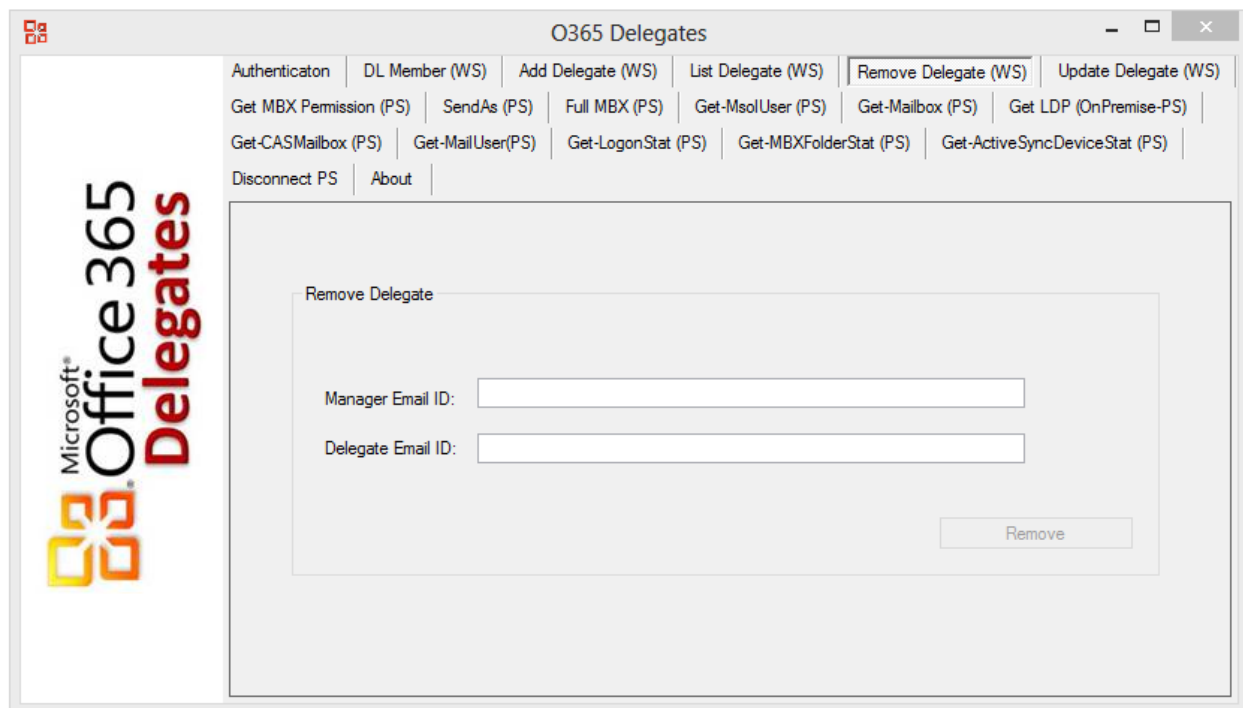 O365 Delegates
Authenticaton DL Member (WS) Add Delegate (WS) List Delegate (WS) Remove Delegate (WS) Update Delegate (WS)
Get MBX Permission (PS) SendAs (PS) Full MBX (PS) Get-MsolUser (PS) Get-Mailbox (PS) Get LDP (OnPremise-PS)
Get-CASMailbox (PS) Get-MailUser(PS) Get-LogonStat (PS) Get-MBXFolderStat (PS) Get-ActiveSyncDeviceStat (PS)
Disconnect PS About
Microsoft®
Office 365
Delegates
Remove Delegate
Manager Email ID:
Delegate Email ID:
Remove